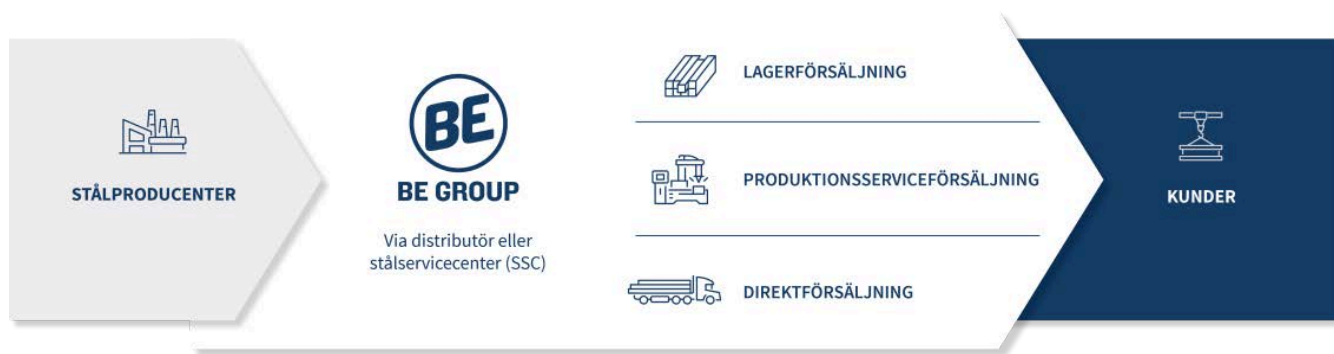 STÅLPRODUCENTER
BE
BE GROUP
Via distributör eller
stålservicecenter (SSC)
LAGERFÖRSÄLJNING
PRODUKTIONSSERVICEFÖRSÄLJNING
DIREKTFÖRSÄLJNING
KUNDER